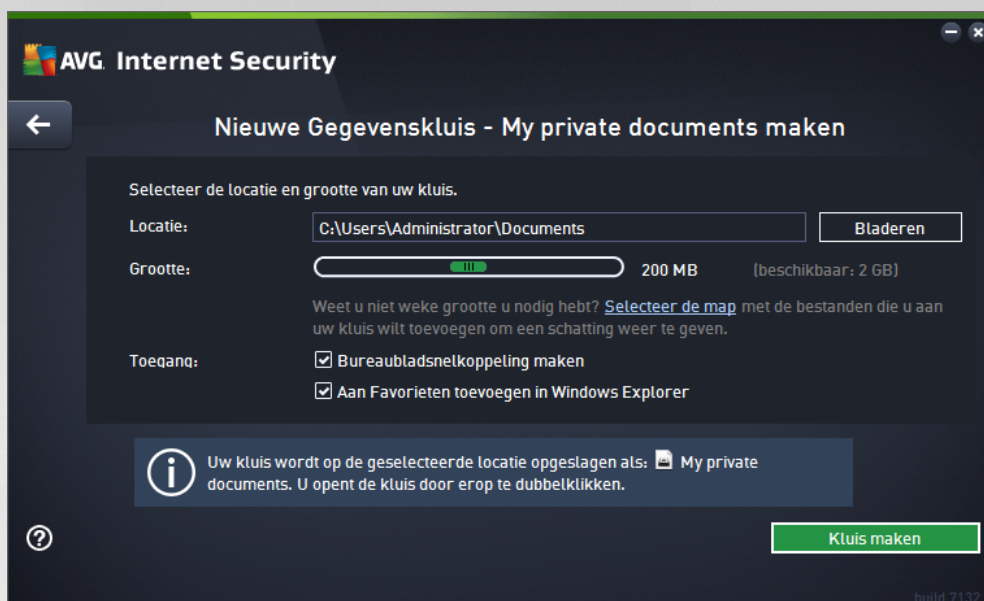 AVG. Internet Security
Nieuwe Gegevenskluis - My private documents maken
Selecteer de locatie en grootte van uw kluis.
Locatie: C:\Users\Administrator\Documents Bladeren
Grootte: 200 MB (beschikbaar: 2 GB)
Weet u niet weke grootte u nodig hebt? Selecteer de map met de bestanden die u aan
uw kluis wilt toevoegen om een schatting weer te geven.
Toegang: Bureaubladsnelkoppeling maken
Aan Favorieten toevoegen in Windows Explorer
Uw kluis wordt op de geselecteerde locatie opgeslagen als: My private
documents. U opent de kluis door erop te dubbelklikken.
Kluis maken
build 7132